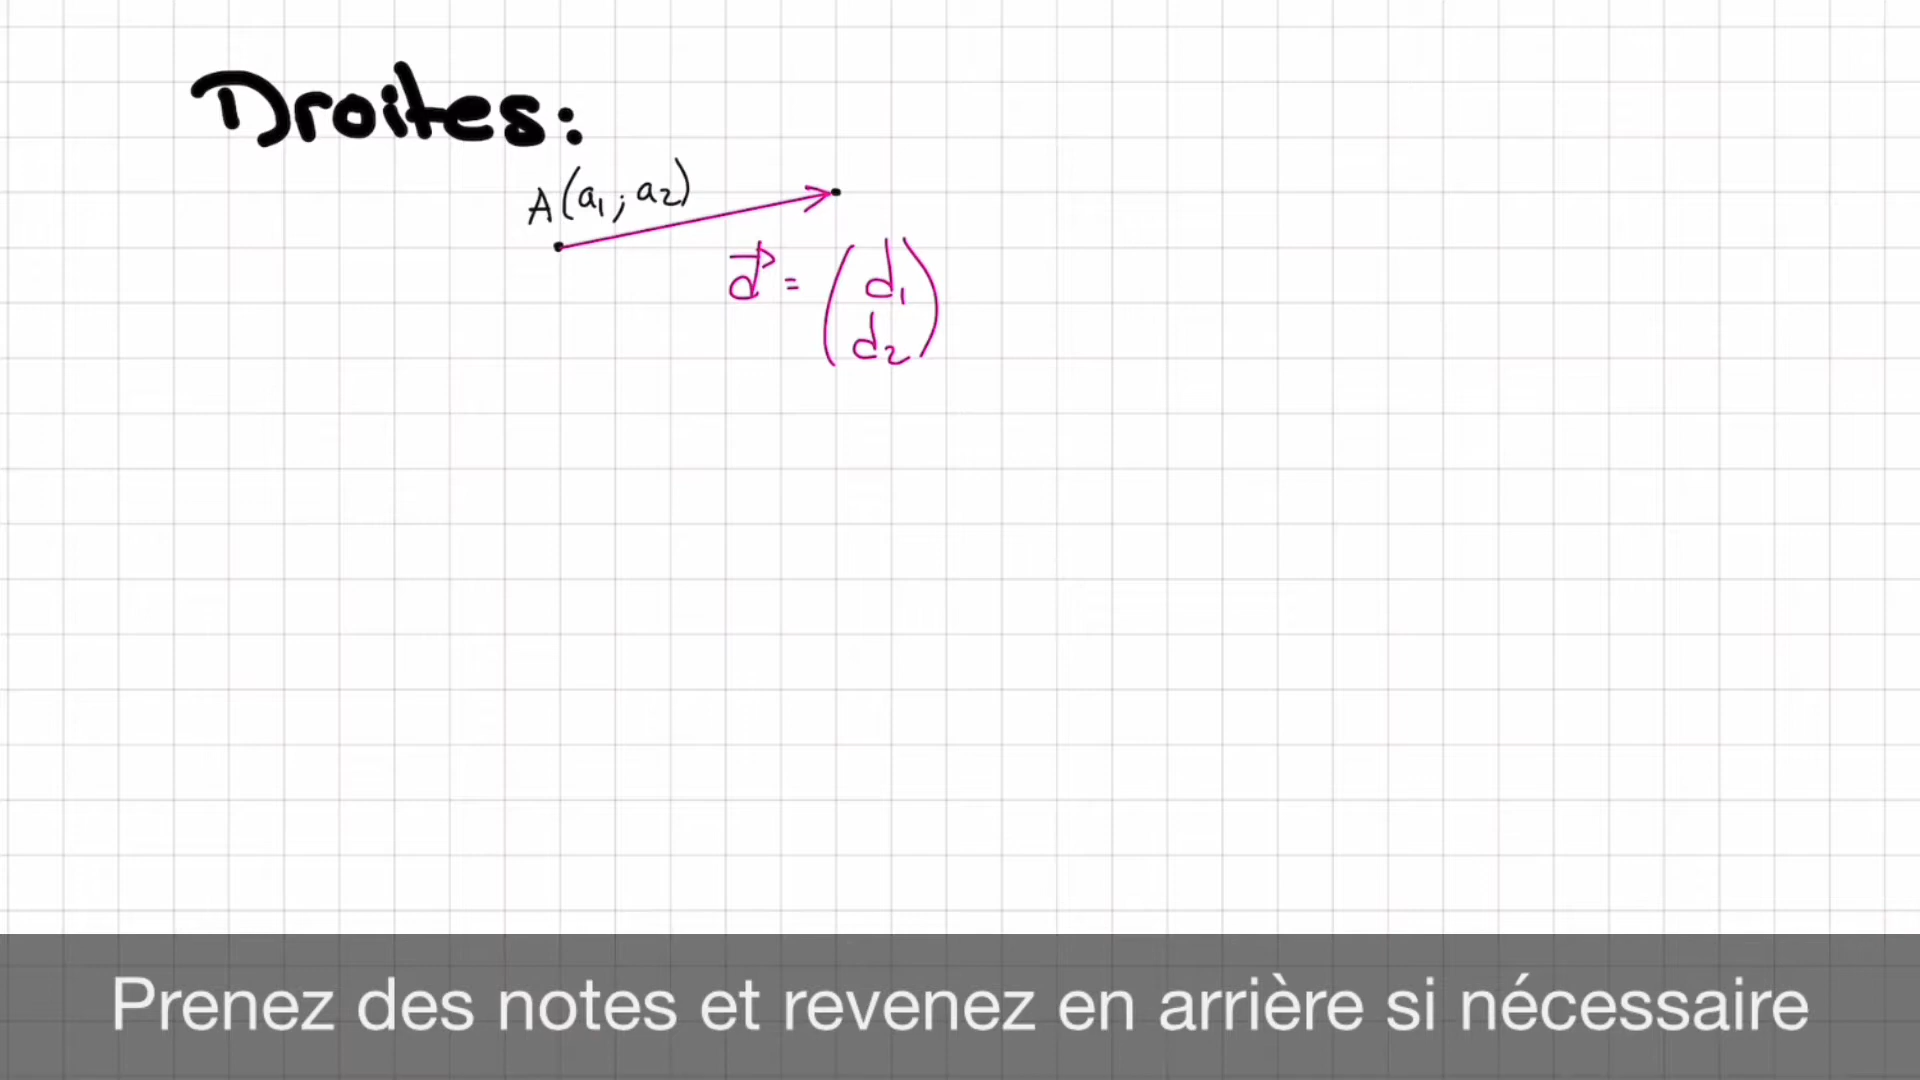 Droites:
A(a₁; a₂)
d⃗ = (d₁
d₂)
Prenez des notes et revenez en arrière si nécessaire